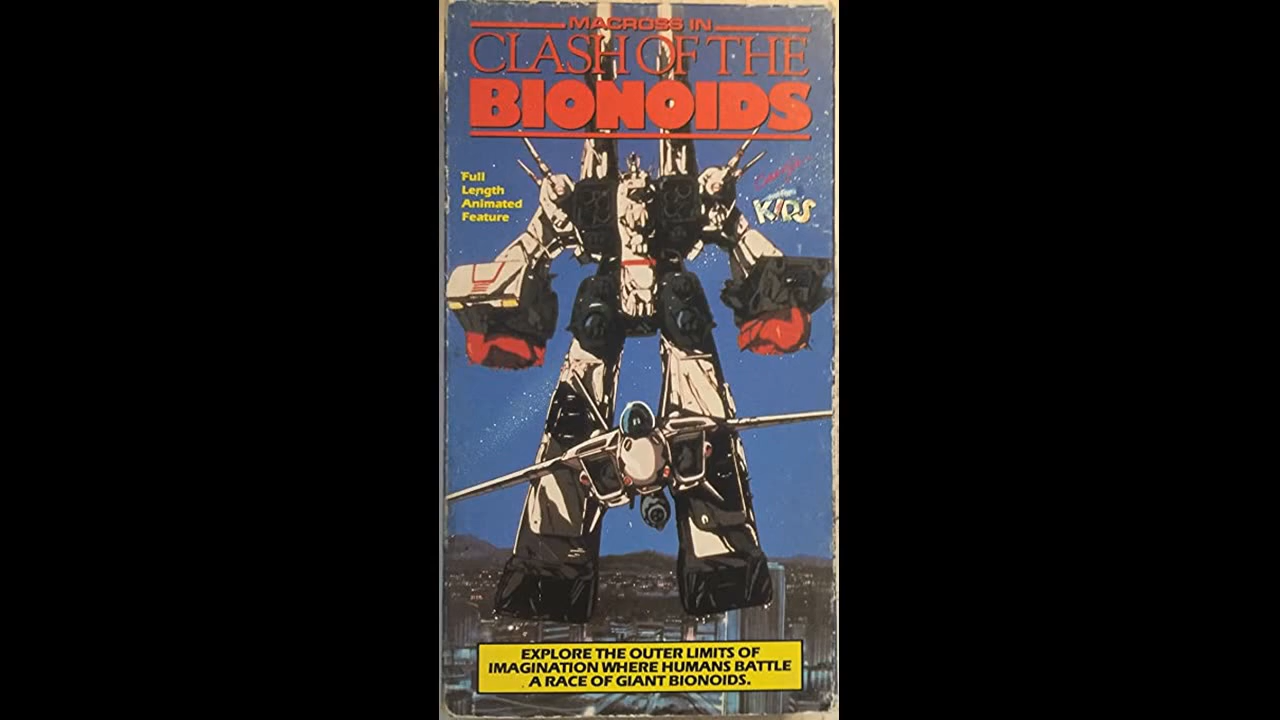 MACROSS IN
CLASH OF THE
BIONOIDS
Full
Length
Animated
Feature
KIDS
EXPLORE THE OUTER LIMITS OF
IMAGINATION WHERE HUMANS BATTLE
A RACE OF GIANT BIONOIDS.